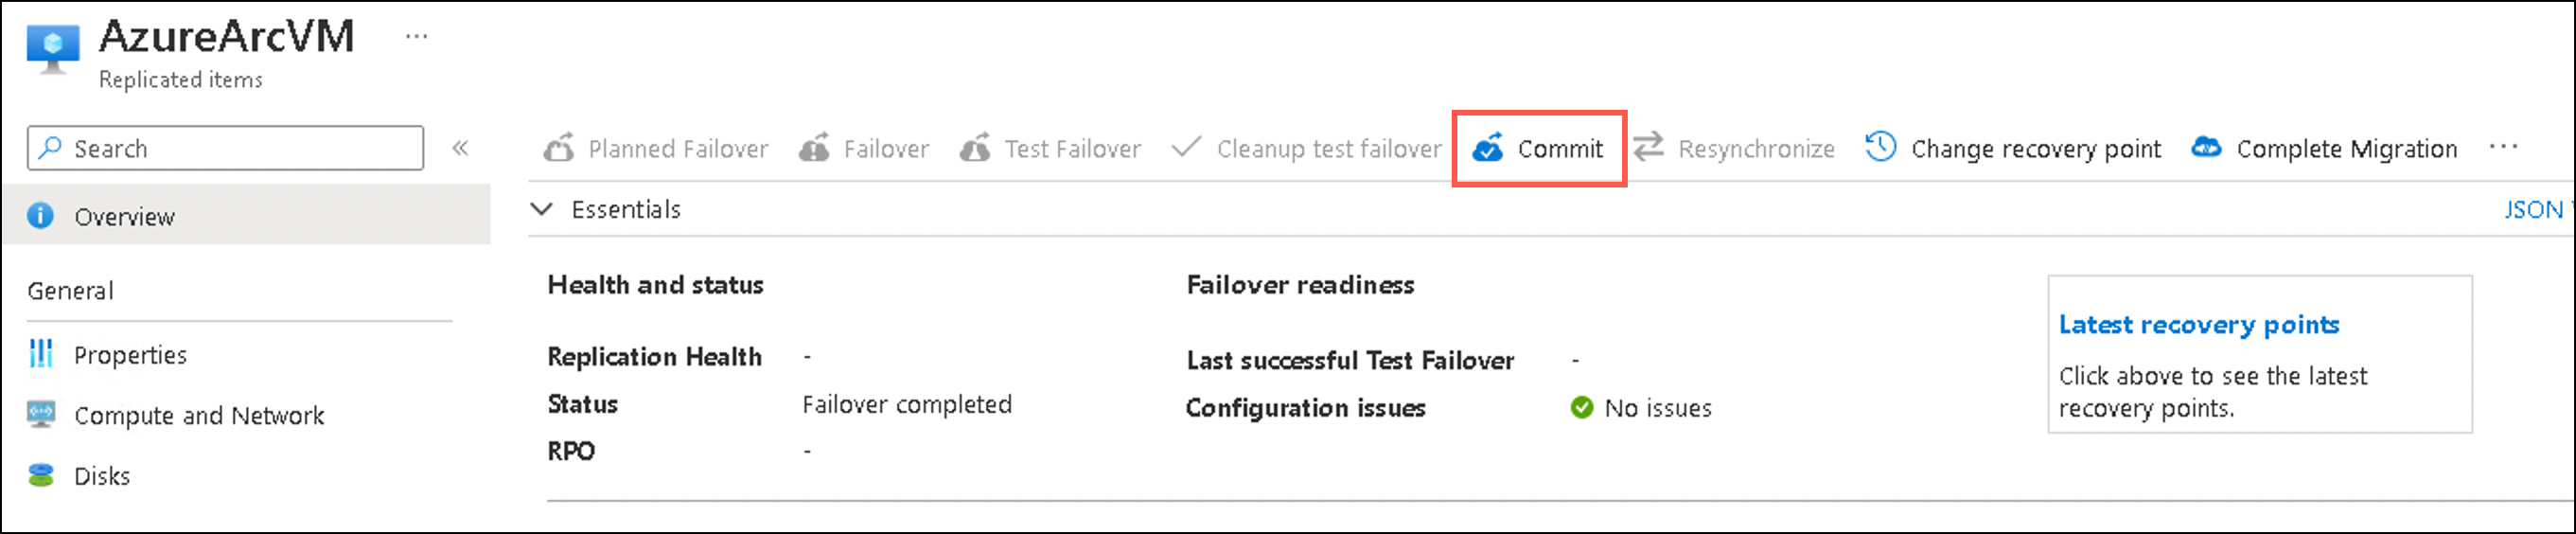 AzureArcVM ...
Replicated items
Search «
Planned Failover Failover Test Failover Cleanup test failover Commit Resynchronize Change recovery point Complete Migration ...
Overview
Essentials
JSON
General
Properties
Compute and Network
Disks
Health and status
Replication Health -
Status Failover completed
RPO -
Failover readiness
Last successful Test Failover -
Configuration issues No issues
Latest recovery points
Click above to see the latest
recovery points.